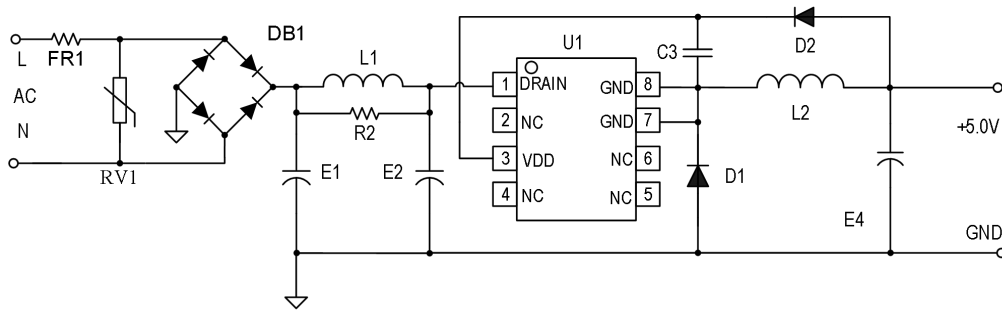 DB1
L
FR1
AC
N
RV1
L1
R2
E1
E2
U1
1
DRAIN
GND
8
2
NC
GND
7
3
VDD
NC
6
4
NC
NC
5
C3
D2
L2
D1
+5.0V
E4
GND